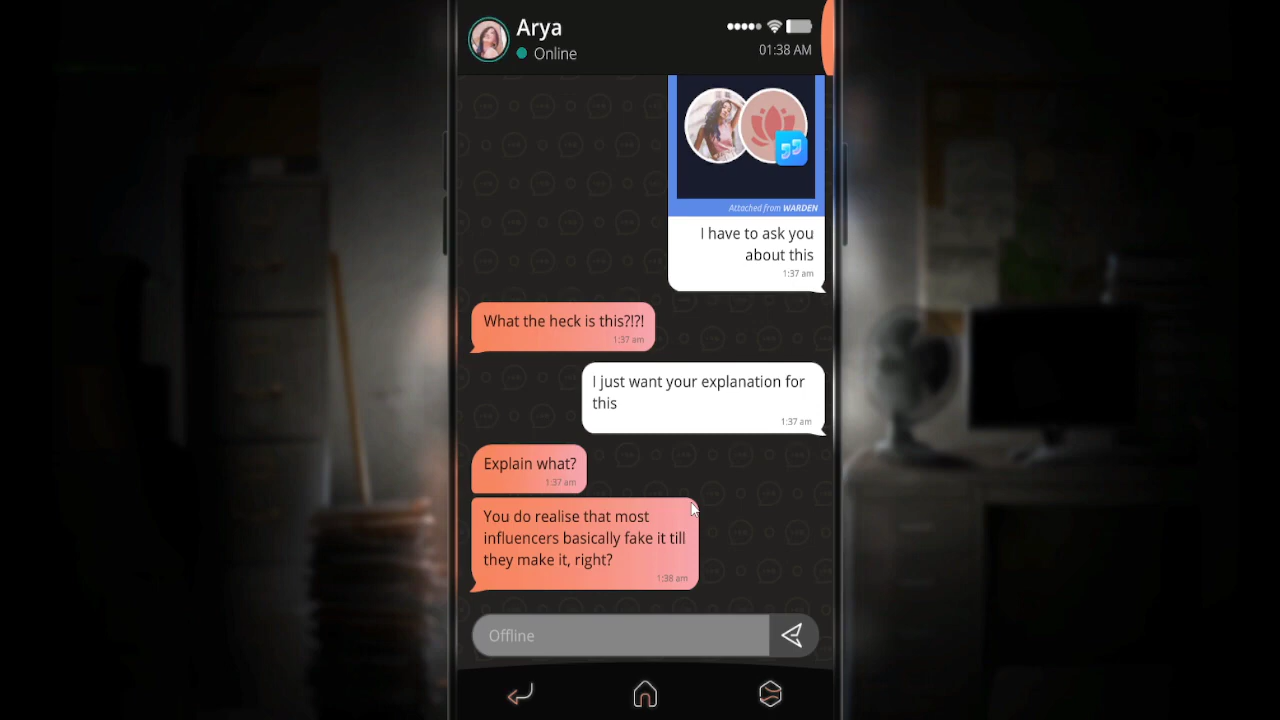 Arya
Online
01:38 AM
Attached from WARDEN
I have to ask you
about this
1:37 am
What the heck is this?!?!
1:37 am
I just want your explanation for
this
1:37 am
Explain what?
1:37 am
You do realise that most
influencers basically fake it till
they make it, right?
1:38 am
Offline